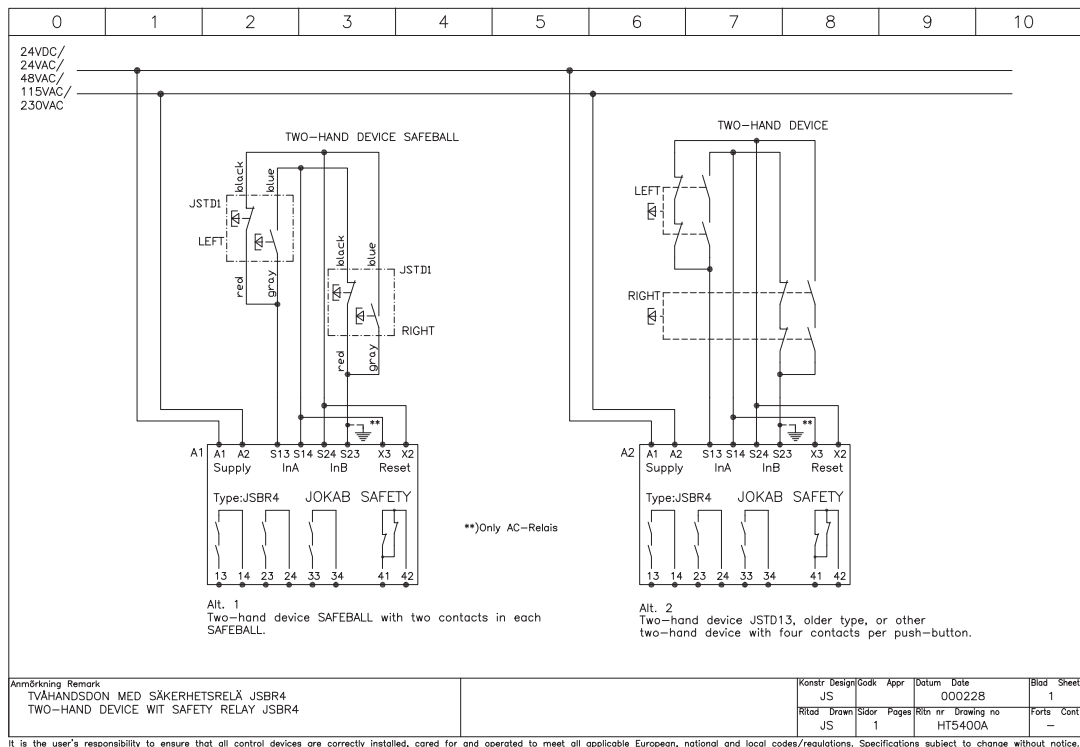 0 1 2 3 4 5 6 7 8 9 10
24VDC/
24VAC/
48VAC/
115VAC/
230VAC
TWO-HAND DEVICE SAFEBALL
black
blue
JSTD1
LEFT
red
gray
black
blue
JSTD1
RIGHT
red
gray
**
A1 A1 A2 S13 S14 S24 S23 X3 X2
Supply InA InB Reset
Type:JSBR4 JOKAB SAFETY
13 14 23 24 33 34 41 42
Alt. 1
Two-hand device SAFEBALL with two contacts in each
SAFEBALL.
**)Only AC-Relais
TWO-HAND DEVICE
LEFT
RIGHT
**
A2 A1 A2 S13 S14 S24 S23 X3 X2
Supply InA InB Reset
Type:JSBR4 JOKAB SAFETY
13 14 23 24 33 34 41 42
Alt. 2
Two-hand device JSTD13, older type, or other
two-hand device with four contacts per push-button.
Anmörkning Remark
TVÅHANDSDON MED SÄKERHETSRELÄ JSBR4
TWO-HAND DEVICE WIT SAFETY RELAY JSBR4
Konstr Design Godk Appr Datum Date Blad Sheet
JS 000228 1
Ritad Drawn Sidor Pages Ritn nr Drawing no Forts Cont
JS 1 HT5400A -
It is the user's responsibility to ensure that all control devices are correctly installed, cared for and operated to meet all applicable European, national and local codes/regulations. Specifications subject to change without notice.